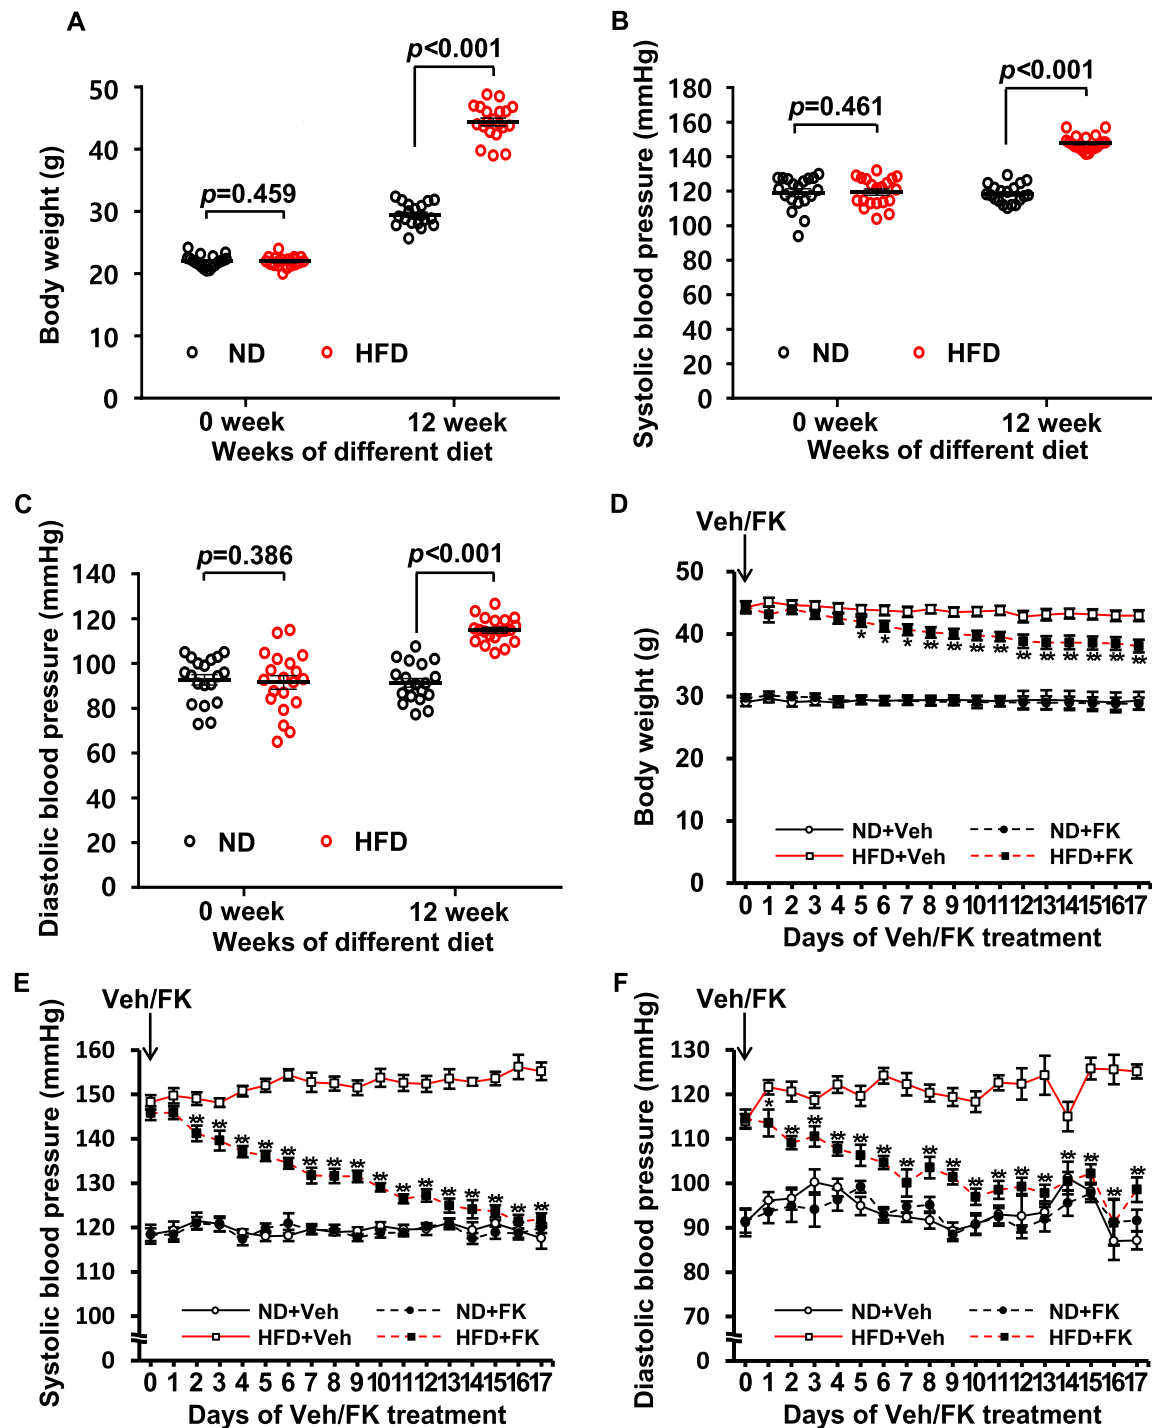 A
p<0.001
p=0.459
Body weight (g)
50
40
30
20
10
0
ND
HFD
0 week
12 week
Weeks of different diet
B
p<0.001
p=0.461
Systolic blood pressure (mmHg)
180
160
140
120
100
80
60
40
20
0
ND
HFD
0 week
12 week
Weeks of different diet
C
p=0.386
p<0.001
Diastolic blood pressure (mmHg)
140
120
100
80
60
40
20
0
ND
HFD
0 week
12 week
Weeks of different diet
D
Veh/FK
Body weight (g)
50
40
30
20
10
0
* * * ** ** ** ** ** ** ** ** ** **
ND+Veh
ND+FK
HFD+Veh
HFD+FK
0 1 2 3 4 5 6 7 8 9 10 11 12 13 14 15 16 17
Days of Veh/FK treatment
E
Veh/FK
Systolic blood pressure (mmHg)
160
150
140
130
120
110
100
0
** ** ** ** ** ** ** ** ** ** ** ** ** ** ** **
ND+Veh
ND+FK
HFD+Veh
HFD+FK
0 1 2 3 4 5 6 7 8 9 10 11 12 13 14 15 16 17
Days of Veh/FK treatment
F
Veh/FK
Diastolic blood pressure (mmHg)
130
120
110
100
90
80
70
0
* ** ** ** ** ** ** ** ** ** ** ** ** ** ** ** **
ND+Veh
ND+FK
HFD+Veh
HFD+FK
0 1 2 3 4 5 6 7 8 9 10 11 12 13 14 15 16 17
Days of Veh/FK treatment